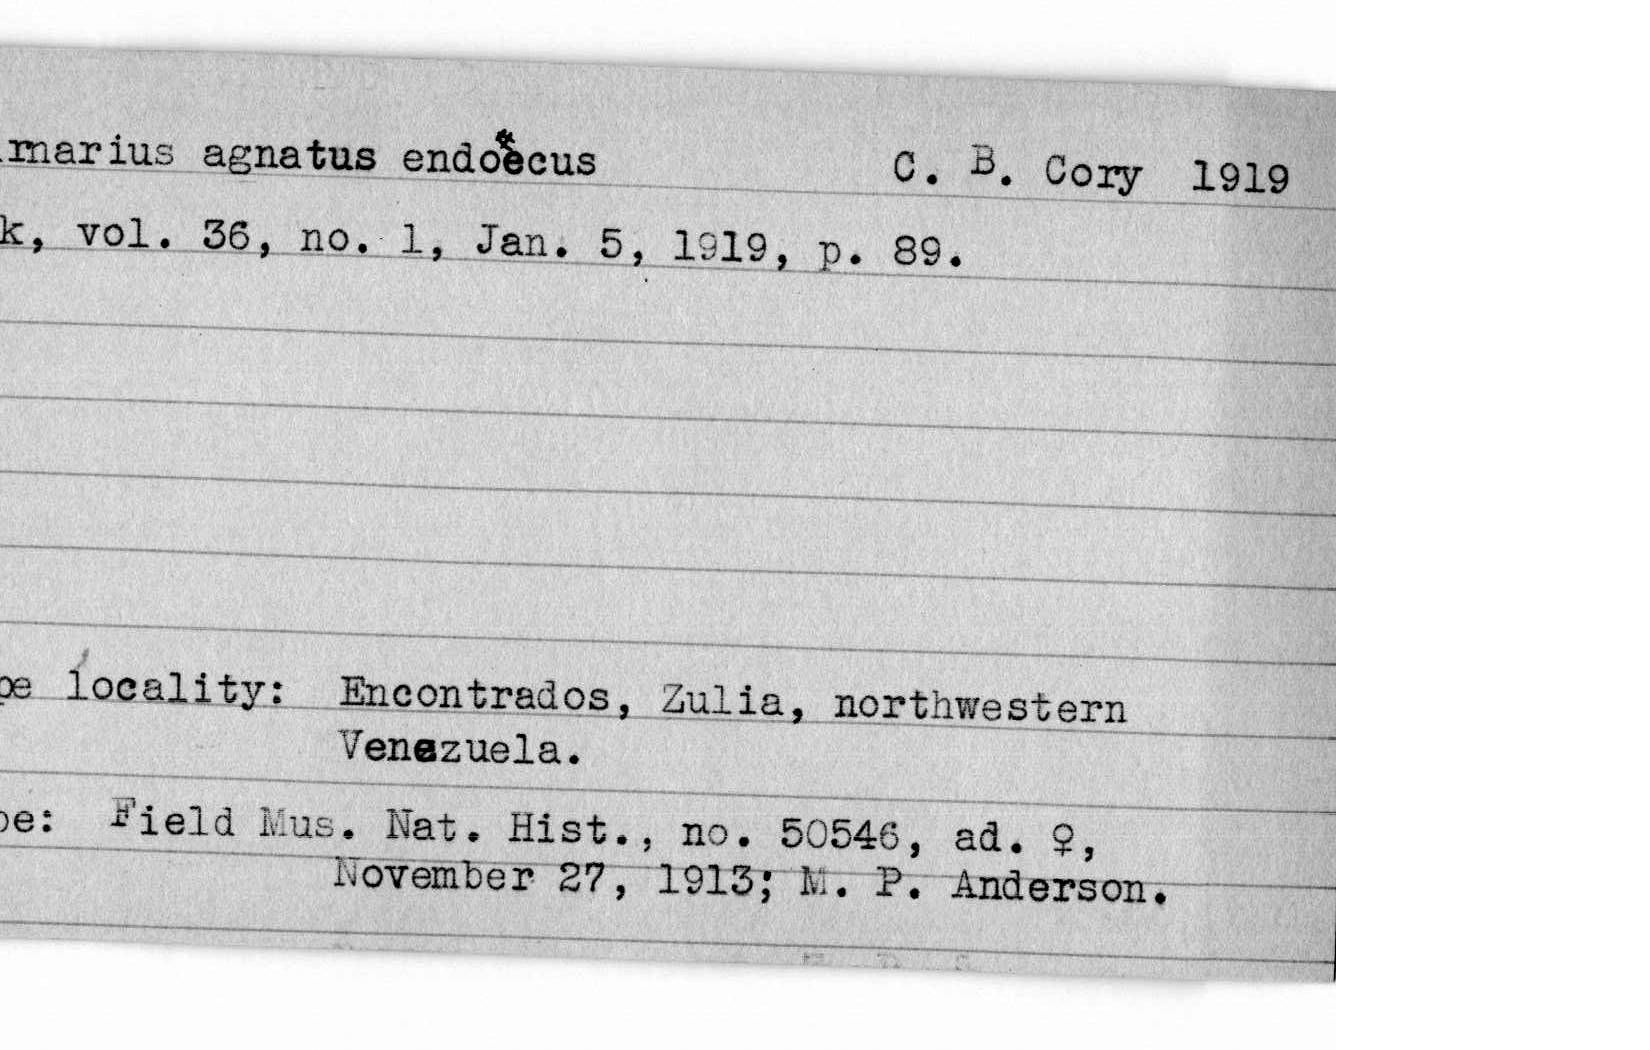 rnarius agnatus endoecus C. B. Cory 1919
k, vol. 36, no. 1, Jan. 5, 1919, p. 89.
pe locality: Encontrados, Zulia, northwestern
Venezuela.
pe: Field Mus. Nat. Hist., no. 50546, ad. ♀,
November 27, 1913; M. P. Anderson.